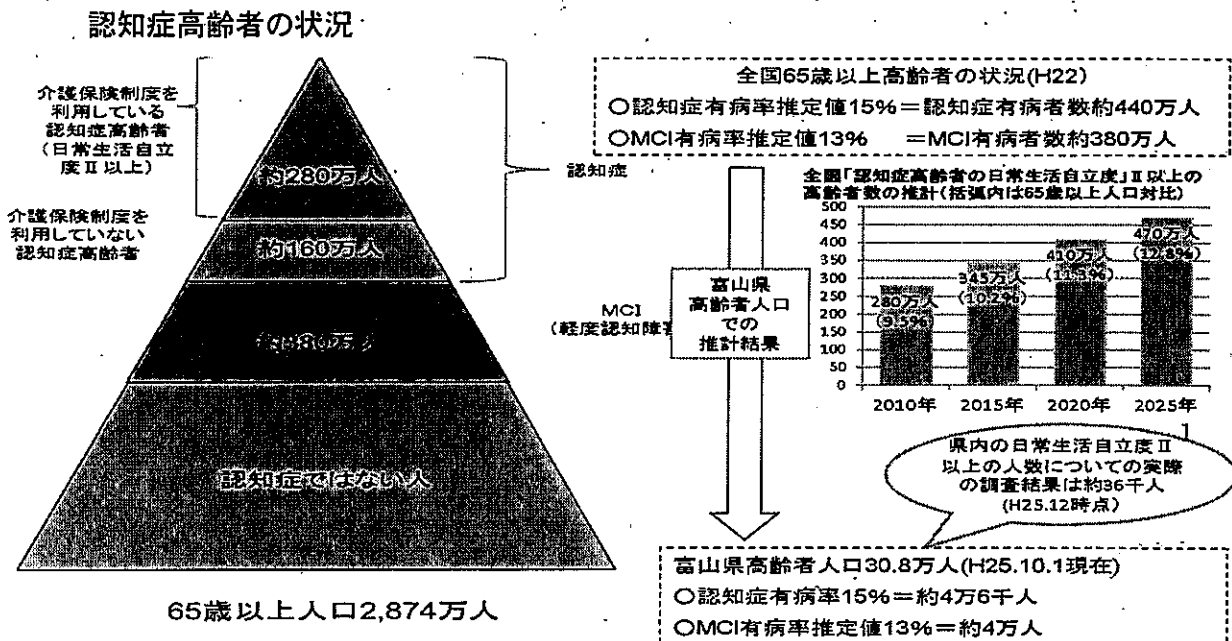 認知症高齢者の状況
介護保険制度を
利用している
認知症高齢者
(日常生活自立
度Ⅱ以上)
介護保険制度を
利用していない
認知症高齢者
約280万人
約160万人
約380万人
認知症ではない人
65歳以上人口2,874万人
認知症
MCI
(軽度認知障害
全国65歳以上高齢者の状況(H22)
〇認知症有病率推定値15%=認知症有病者数約440万人
〇MCI有病率推定値13% =MCI有病者数約380万人
富山県
高齢者人口
での
推計結果
全国「認知症高齢者の日常生活自立度」Ⅱ以上の
高齢者数の推計(括弧内は65歳以上人口対比)
500
450
400
350
300
250
200
150
100
50
0
280万人
(9.5%)
345万人
(10.2%)
410万人
(11.3%)
470万人
(12.8%)
2010年
2015年
2020年
2025年
1
県内の日常生活自立度Ⅱ
以上の人数についての実際
の調査結果は約36千人
(H25.12時点)
富山県高齢者人口30.8万人(H25.10.1現在)
〇認知症有病率15%=約4万6千人
〇MCI有病率推定値13%=約4万人